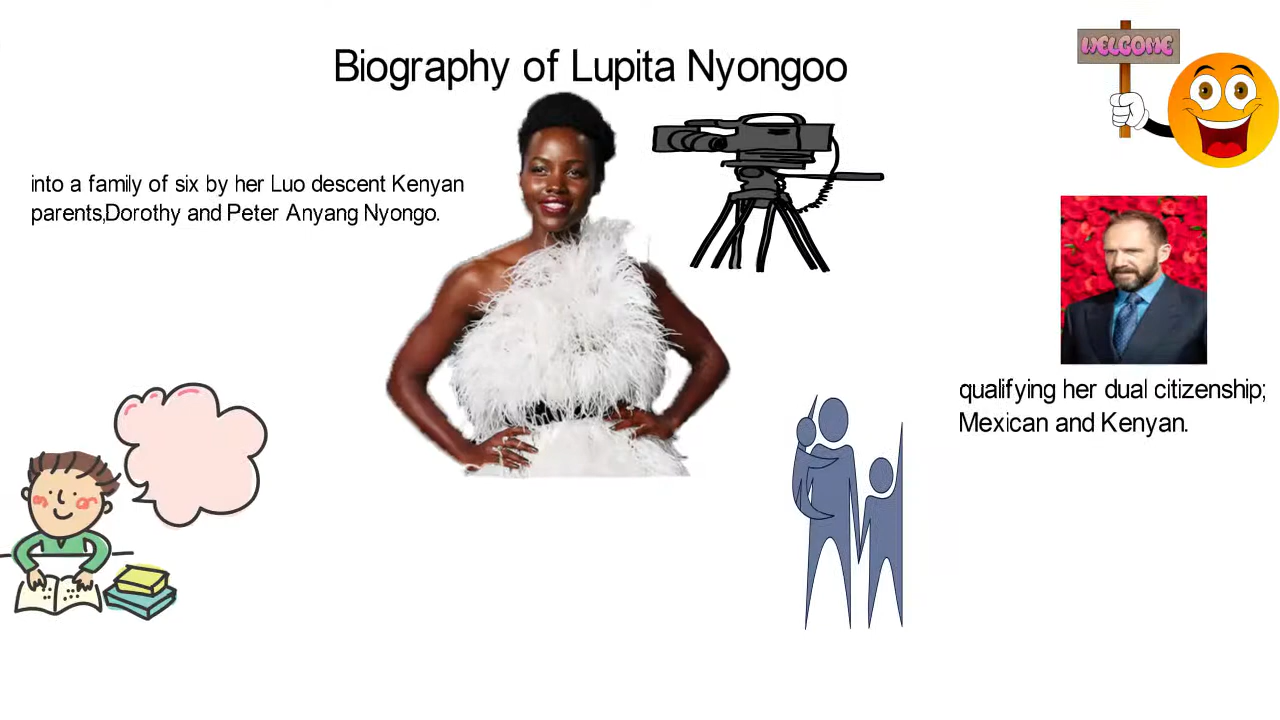 Biography of Lupita Nyongoo
WELCOME
into a family of six by her Luo descent Kenyan
parents,Dorothy and Peter Anyang Nyongo.
qualifying her dual citizenship;
Mexican and Kenyan.